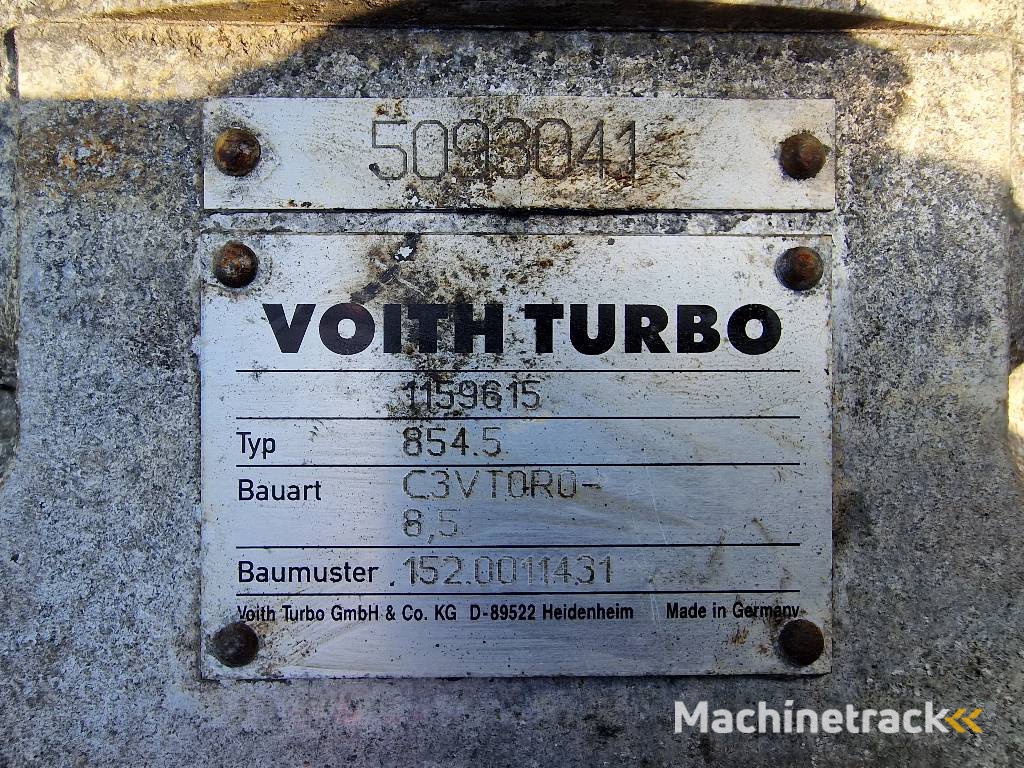 5093041
VOITH TURBO
1159615
Typ 854.5
Bauart C3VT0R0-
8,5
Baumuster .152.0011431
Voith Turbo GmbH & Co. KG D-89522 Heidenheim Made in Germany
Machinetrack